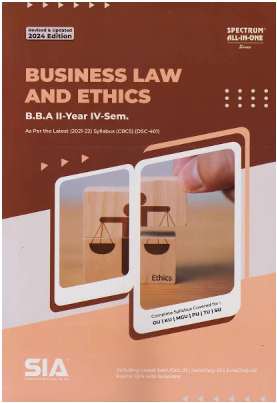 Revised & Updated
2024 Edition
SPECTRUM
ALL-IN-ONE
Series
BUSINESS LAW
AND ETHICS
B.B.A II-Year IV-Sem.
As Per the Latest (2021-22) Syllabus (CBCS) (DSC-401)
Ethics
Complete Syllabus Covered for :
OU | KU | MGU | PU | TU | SU
SIA